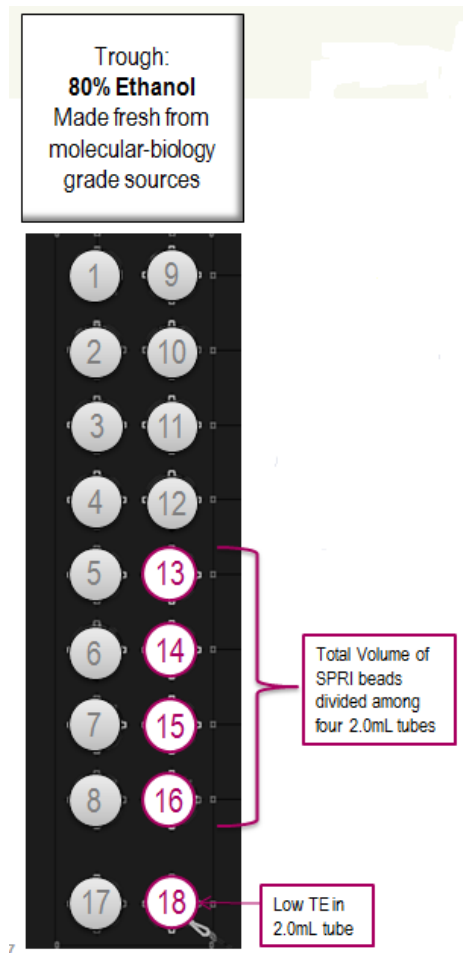 Trough:
80% Ethanol
Made fresh from
molecular-biology
grade sources
1 9
2 10
3 11
4 12
5 13
6 14
7 15
8 16
Total Volume of
SPRI beads
divided among
four 2.0mL tubes
17 18
Low TE in
2.0mL tube
7